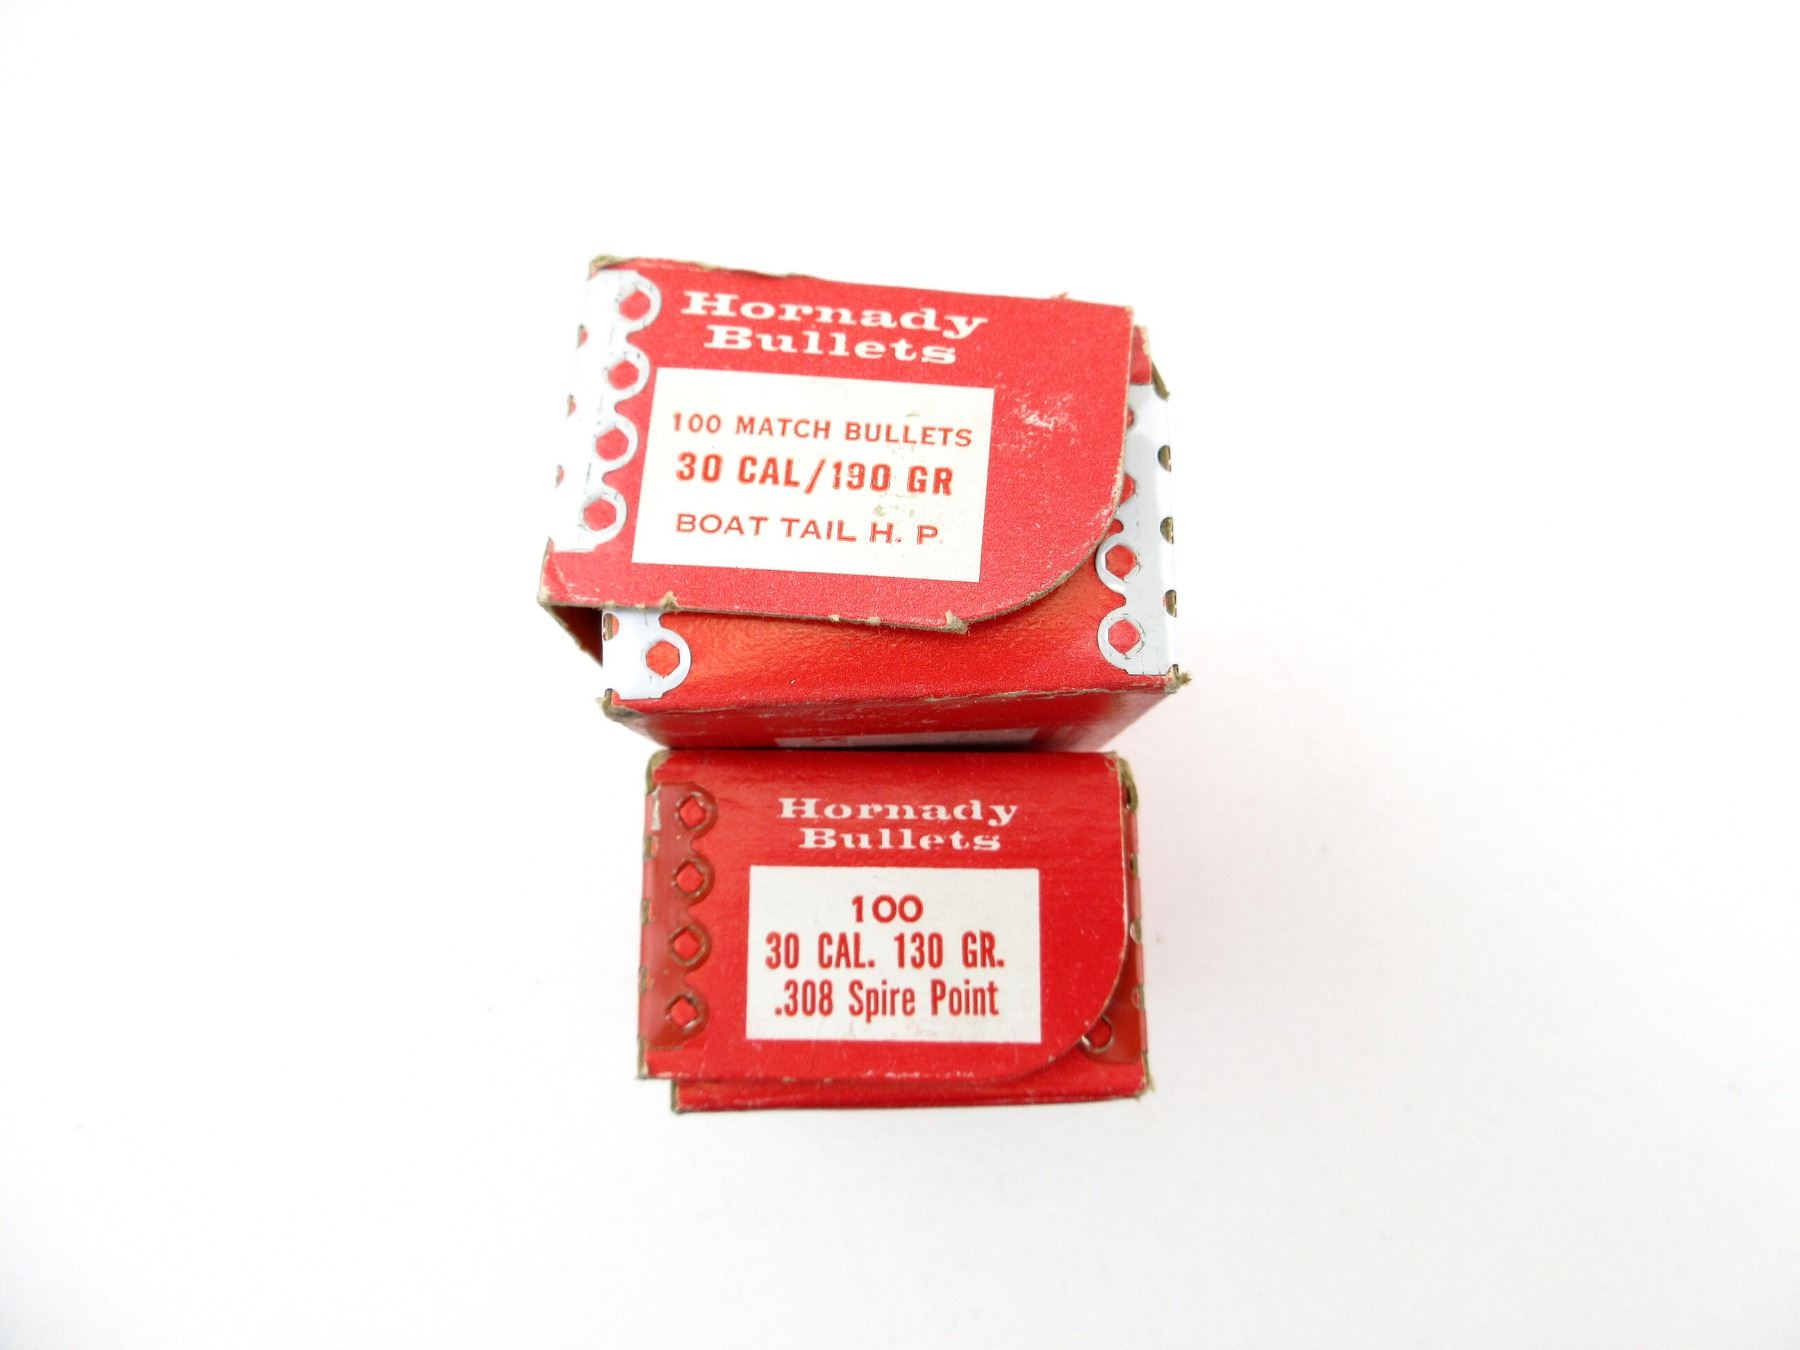 Hornady
Bullets
100 MATCH BULLETS
30 CAL/190 GR
BOAT TAIL H. P.
Hornady
Bullets
100
30 CAL. 130 GR.
.308 Spire Point